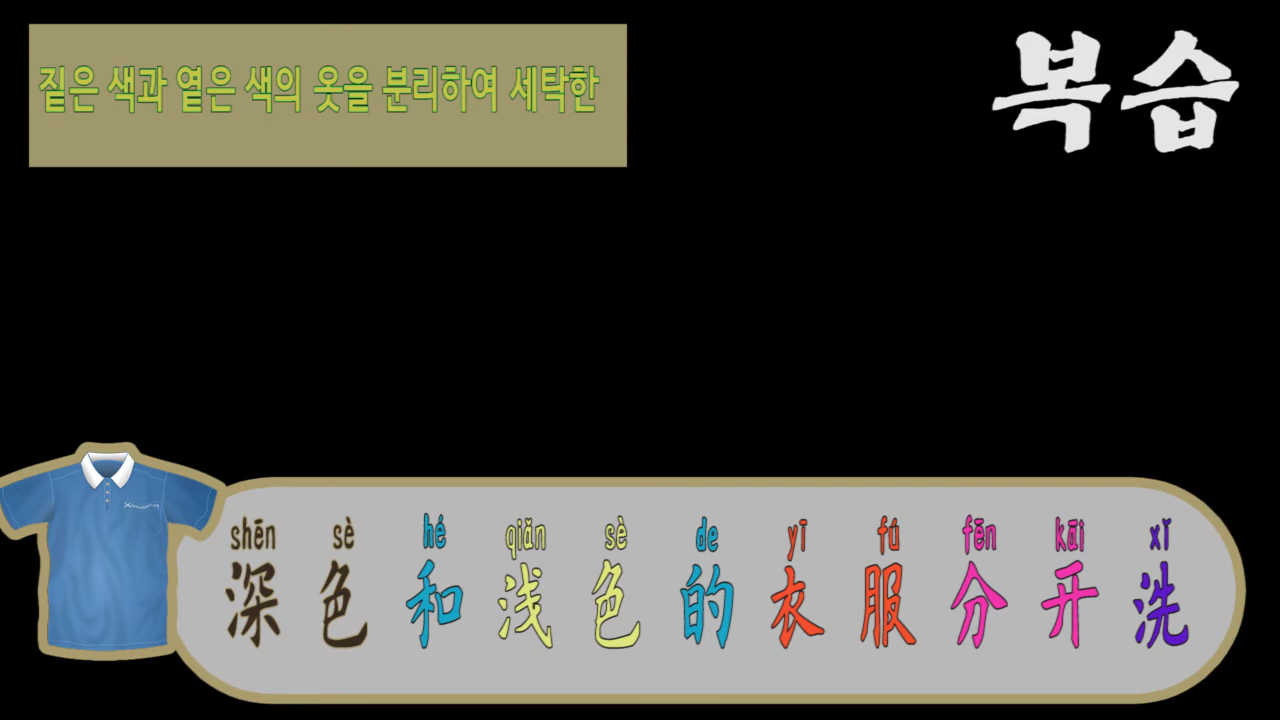 짙은 색과 옅은 색의 옷을 분리하여 세탁한
복습
shēn sè hé qiǎn sè de yī fú fēn kāi xǐ
深色和浅色的衣服分开洗